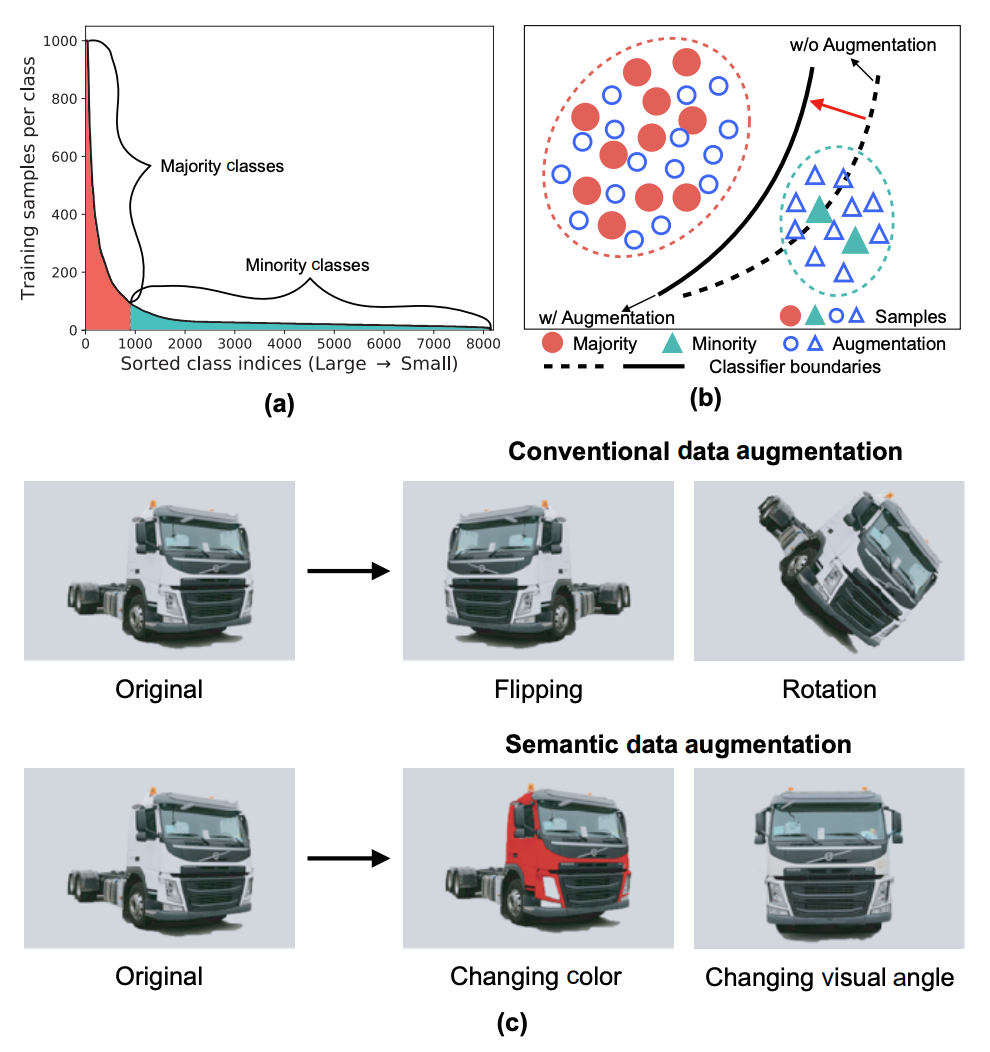 1000
800
600
400
200
0
Training samples per class
Majority classes
Minority classes
0 1000 2000 3000 4000 5000 6000 7000 8000
Sorted class indices (Large → Small)
(a)
w/o Augmentation
w/ Augmentation
Samples
Majority Minority Augmentation
Classifier boundaries
(b)
Conventional data augmentation
Original Flipping Rotation
Semantic data augmentation
Original Changing color Changing visual angle
(c)